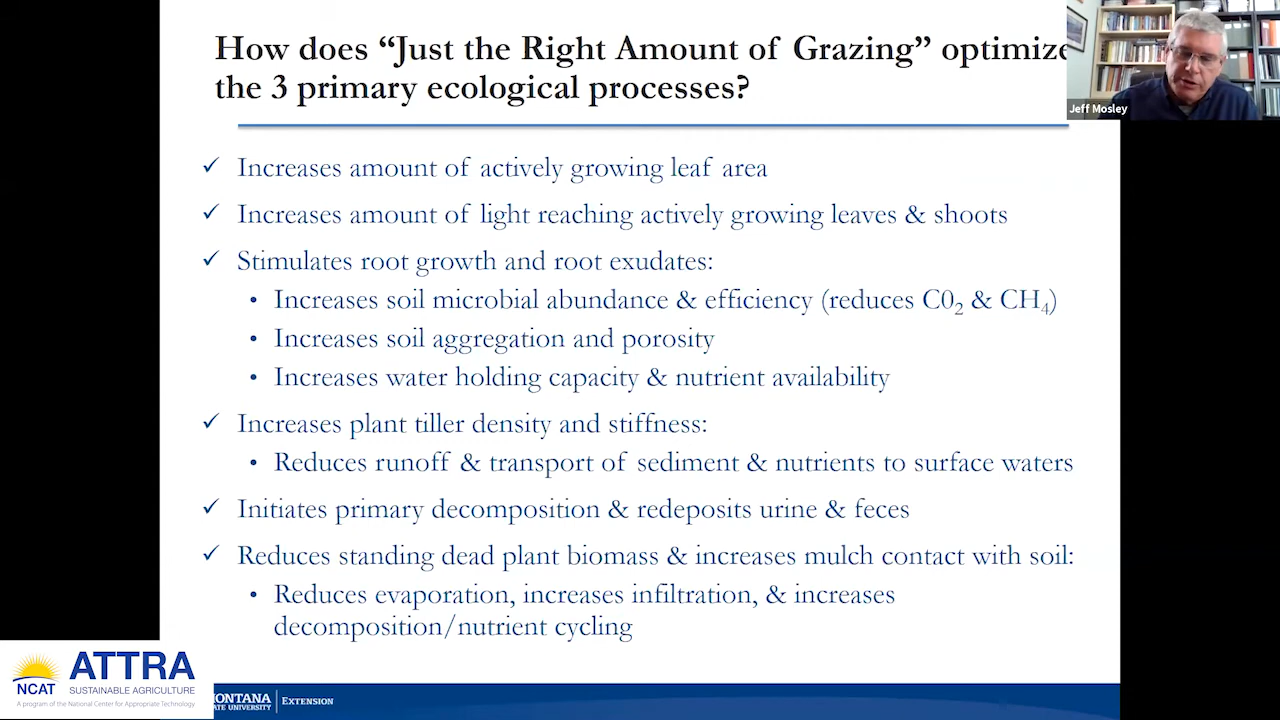 How does “Just the Right Amount of Grazing” optimize
the 3 primary ecological processes?
Jeff Mosley
✓ Increases amount of actively growing leaf area
✓ Increases amount of light reaching actively growing leaves & shoots
✓ Stimulates root growth and root exudates:
• Increases soil microbial abundance & efficiency (reduces C0₂ & CH₄)
• Increases soil aggregation and porosity
• Increases water holding capacity & nutrient availability
✓ Increases plant tiller density and stiffness:
• Reduces runoff & transport of sediment & nutrients to surface waters
✓ Initiates primary decomposition & redeposits urine & feces
✓ Reduces standing dead plant biomass & increases mulch contact with soil:
• Reduces evaporation, increases infiltration, & increases
decomposition/nutrient cycling
NCAT
ATTRA
SUSTAINABLE AGRICULTURE
A program of the National Center for Appropriate Technology
ONTANA
ATE UNIVERSITY
EXTENSION